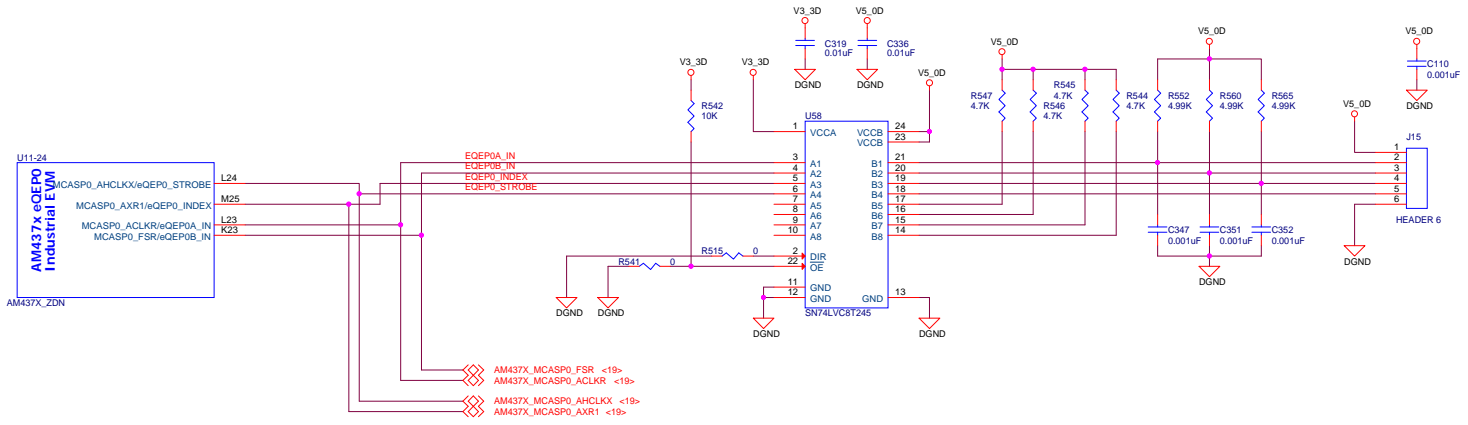 V3_3D
V5_0D
C319
0.01uF
C336
0.01uF
DGND
DGND
V3_3D
V3_3D
V5_0D
V5_0D
V5_0D
V5_0D
C110
0.001uF
DGND
V5_0D
R542
10K
R547
4.7K
R545
4.7K
R546
4.7K
R544
4.7K
R552
4.99K
R560
4.99K
R565
4.99K
U58
1 VCCA
VCCB 24
VCCB 23
3 A1
4 A2
5 A3
6 A4
7 A5
8 A6
9 A7
10 A8
B1 21
B2 20
B3 19
B4 18
B5 17
B6 16
B7 15
B8 14
2 DIR
22 OE
11 GND
12 GND
GND 13
SN74LVC8T245
U11-24
AM437x eQEP0
Industrial EVM
MCASP0_AHCLKX/eQEP0_STROBE L24
MCASP0_AXR1/eQEP0_INDEX M25
MCASP0_ACLKR/eQEP0A_IN L23
MCASP0_FSR/eQEP0B_IN K23
AM437X_ZDN
EQEP0A_IN
EQEP0B_IN
EQEP0_INDEX
EQEP0_STROBE
R515 0
R541 0
DGND
DGND
DGND
DGND
C347
0.001uF
C351
0.001uF
C352
0.001uF
DGND
J15
1
2
3
4
5
6
HEADER 6
DGND
AM437X_MCASP0_FSR <19>
AM437X_MCASP0_ACLKR <19>
AM437X_MCASP0_AHCLKX <19>
AM437X_MCASP0_AXR1 <19>